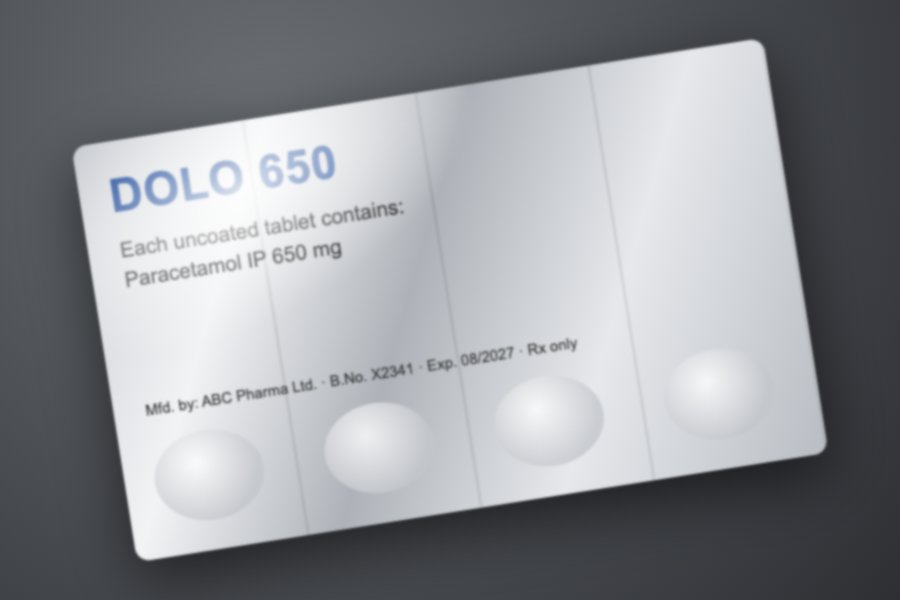 DOLO 650
Each uncoated tablet contains:
Paracetamol IP 650 mg
Mfd. by: ABC Pharma Ltd. · B.No. X2341 · Exp. 08/2027 · Rx only